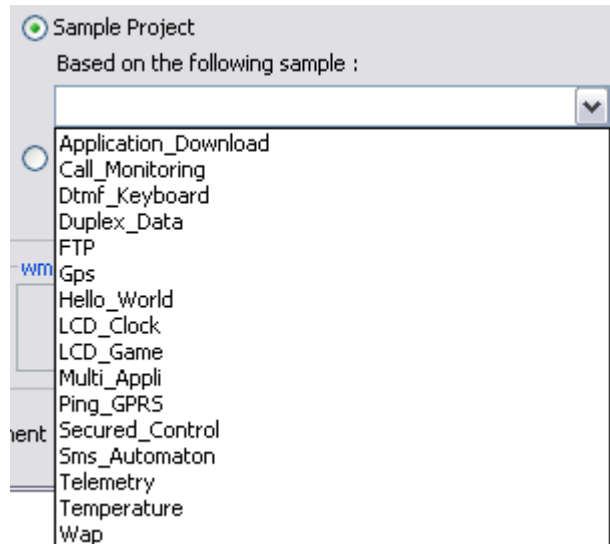 Sample Project
Based on the following sample :
Application_Download
Call_Monitoring
Dtmf_Keyboard
Duplex_Data
FTP
Gps
Hello_World
LCD_Clock
LCD_Game
Multi_Appli
Ping_GPRS
Secured_Control
Sms_Automaton
Telemetry
Temperature
Wap